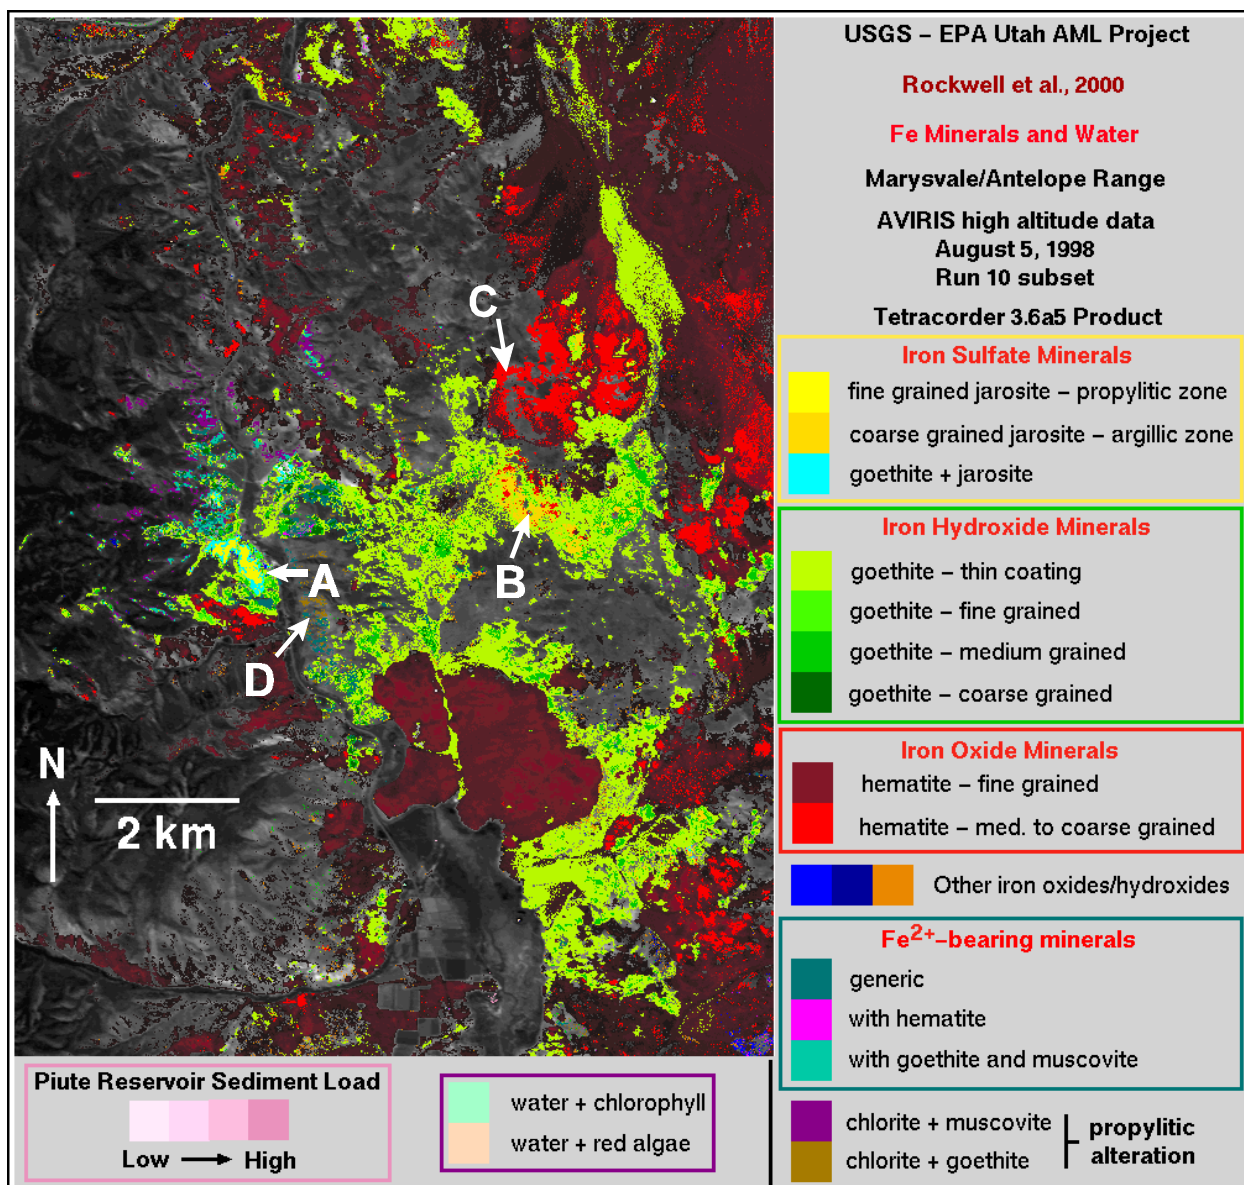 USGS – EPA Utah AML Project
Rockwell et al., 2000
Fe Minerals and Water
Marysvale/Antelope Range
AVIRIS high altitude data
August 5, 1998
Run 10 subset
Tetracorder 3.6a5 Product
Iron Sulfate Minerals
fine grained jarosite – propylitic zone
coarse grained jarosite – argillic zone
goethite + jarosite
Iron Hydroxide Minerals
goethite – thin coating
goethite – fine grained
goethite – medium grained
goethite – coarse grained
Iron Oxide Minerals
hematite – fine grained
hematite – med. to coarse grained
Other iron oxides/hydroxides
Fe2+–bearing minerals
generic
with hematite
with goethite and muscovite
chlorite + muscovite
chlorite + goethite
propylitic
alteration
C
A
B
D
N
2 km
Piute Reservoir Sediment Load
Low High
water + chlorophyll
water + red algae